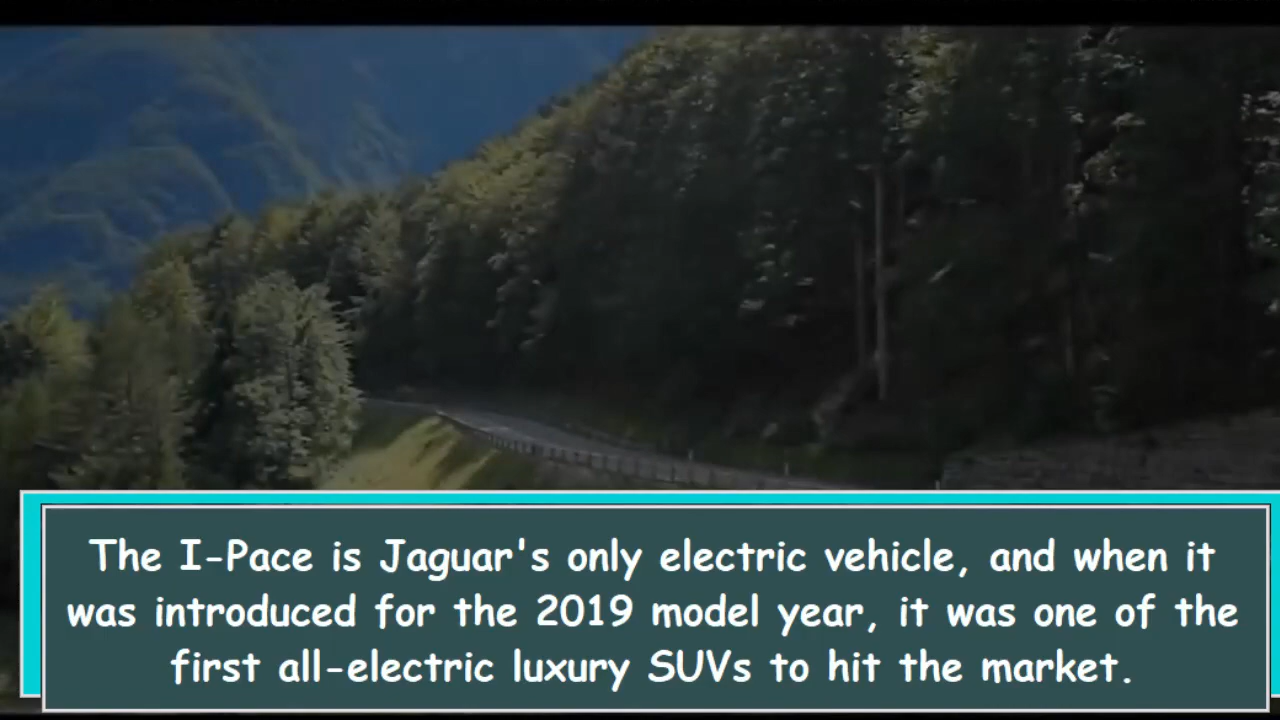 The I-Pace is Jaguar's only electric vehicle, and when it
was introduced for the 2019 model year, it was one of the
first all-electric luxury SUVs to hit the market.